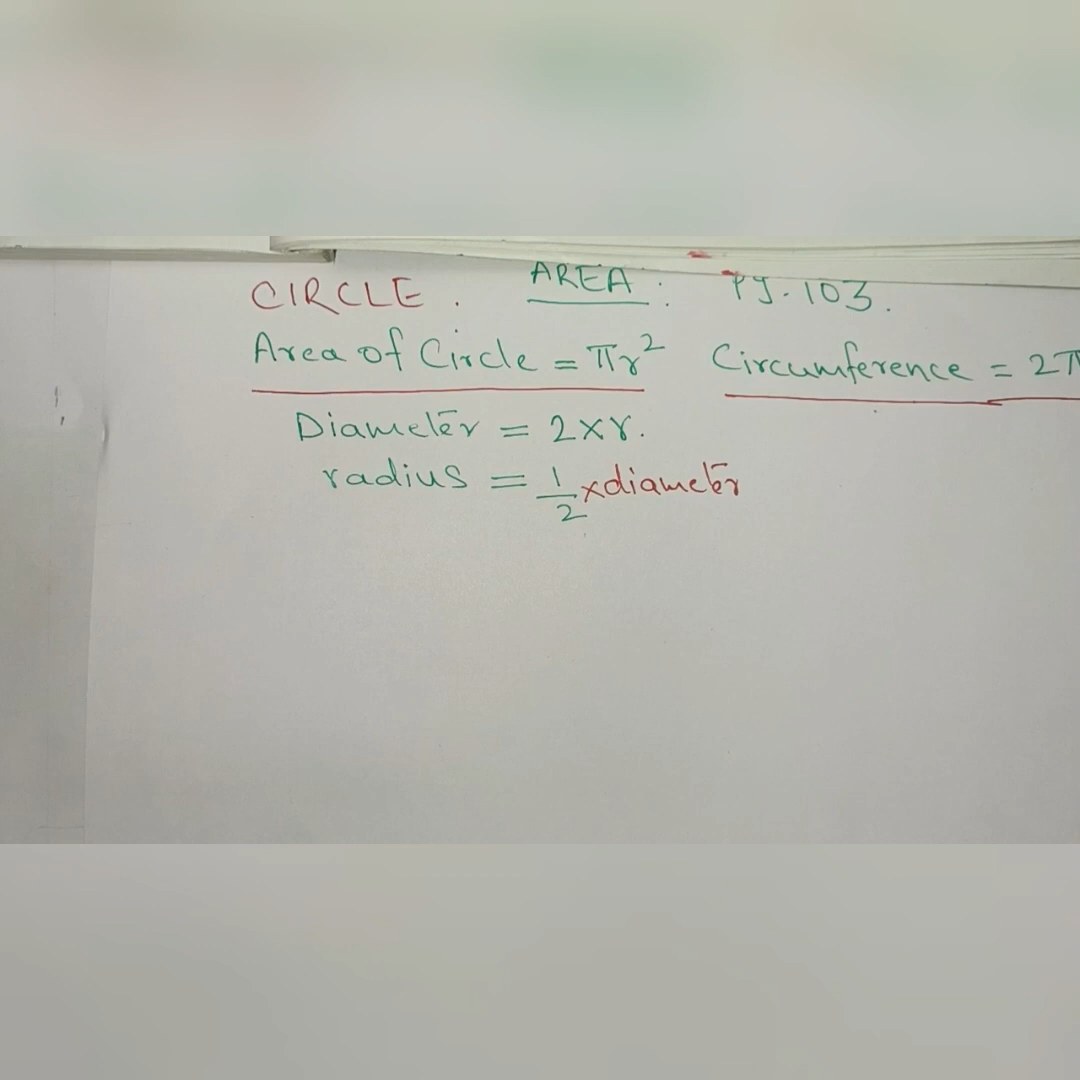 CIRCLE . AREA : Pg. 103.
Area of Circle = πr² Circumference = 2π
Diameter = 2×r.
radius = 1/2 × diameter